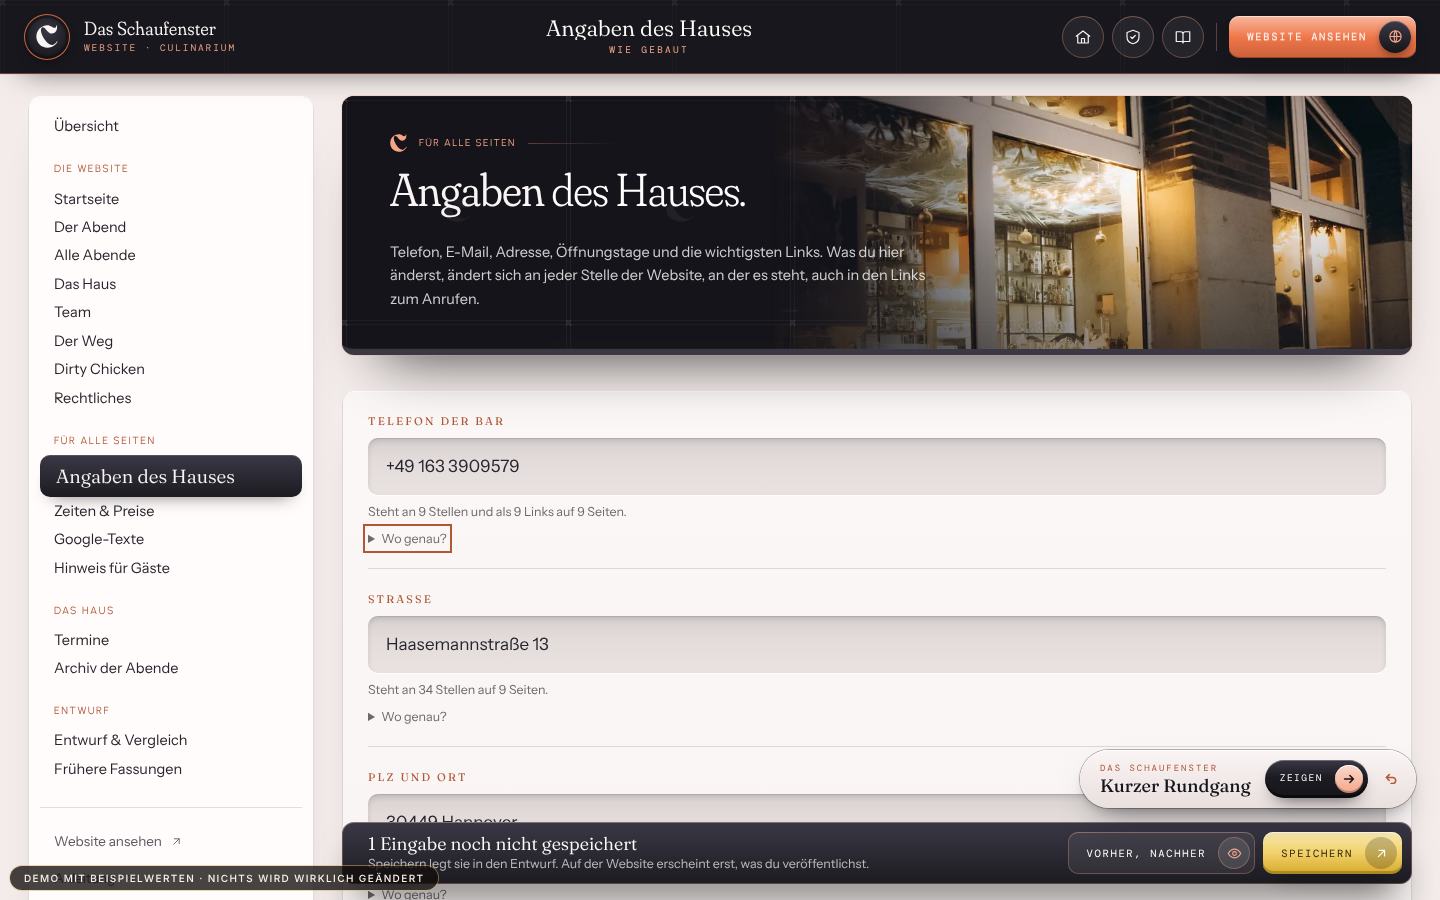 Das Schaufenster
WEBSITE · CULINARIUM
Angaben des Hauses
WIE GEBAUT
WEBSITE ANSEHEN
Übersicht
DIE WEBSITE
Startseite
Der Abend
Alle Abende
Das Haus
Team
Der Weg
Dirty Chicken
Rechtliches
FÜR ALLE SEITEN
Angaben des Hauses
Zeiten & Preise
Google-Texte
Hinweis für Gäste
DAS HAUS
Termine
Archiv der Abende
ENTWURF
Entwurf & Vergleich
Frühere Fassungen
Website ansehen
DEMO MIT BEISPIELWERTEN · NICHTS WIRD WIRKLICH GEÄNDERT
FÜR ALLE SEITEN
Angaben des Hauses.
Telefon, E-Mail, Adresse, Öffnungstage und die wichtigsten Links. Was du hier
änderst, ändert sich an jeder Stelle der Website, an der es steht, auch in den Links
zum Anrufen.
TELEFON DER BAR
+49 163 3909579
Steht an 9 Stellen und als 9 Links auf 9 Seiten.
Wo genau?
STRASSE
Haasemannstraße 13
Steht an 34 Stellen auf 9 Seiten.
Wo genau?
PLZ UND ORT
30449 Hannover
DAS SCHAUFENSTER
Kurzer Rundgang
ZEIGEN
1 Eingabe noch nicht gespeichert
Speichern legt sie in den Entwurf. Auf der Website erscheint erst, was du veröffentlichst.
VORHER, NACHHER
SPEICHERN
Wo genau?